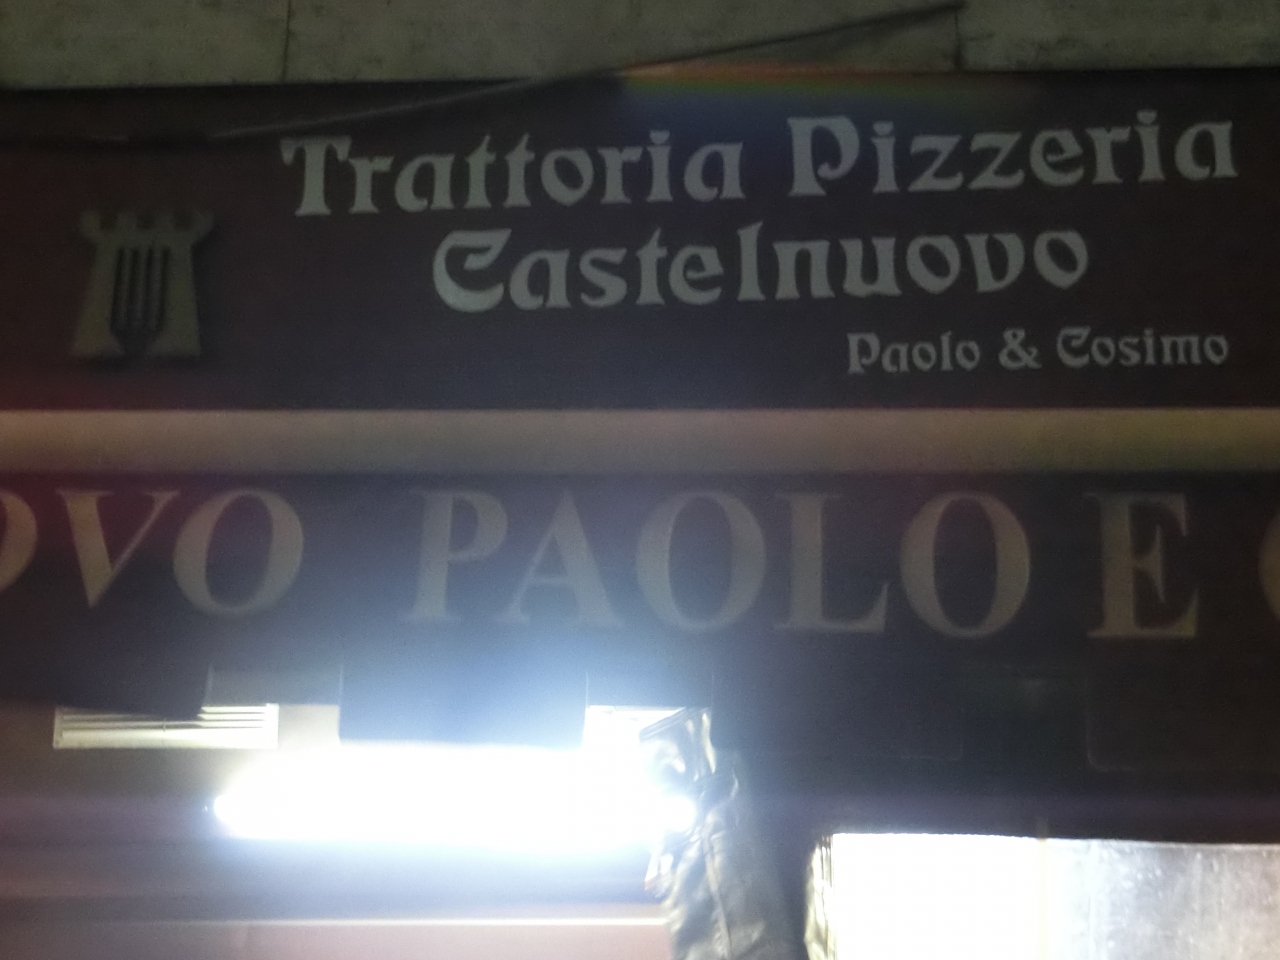 Trattoria Pizzeria
Castelnuovo
Paolo & Cosimo
OVO PAOLO E